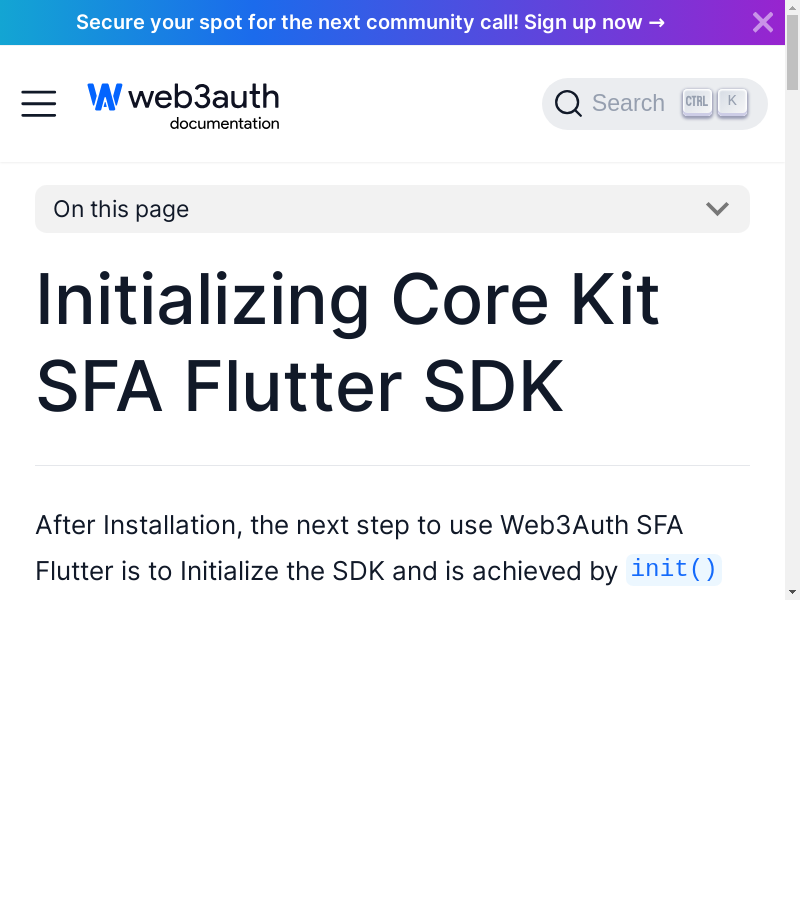 Secure your spot for the next community call! Sign up now →
web3auth
documentation
Search CTRL K
On this page
Initializing Core Kit
SFA Flutter SDK
After Installation, the next step to use Web3Auth SFA
Flutter is to Initialize the SDK and is achieved by init()